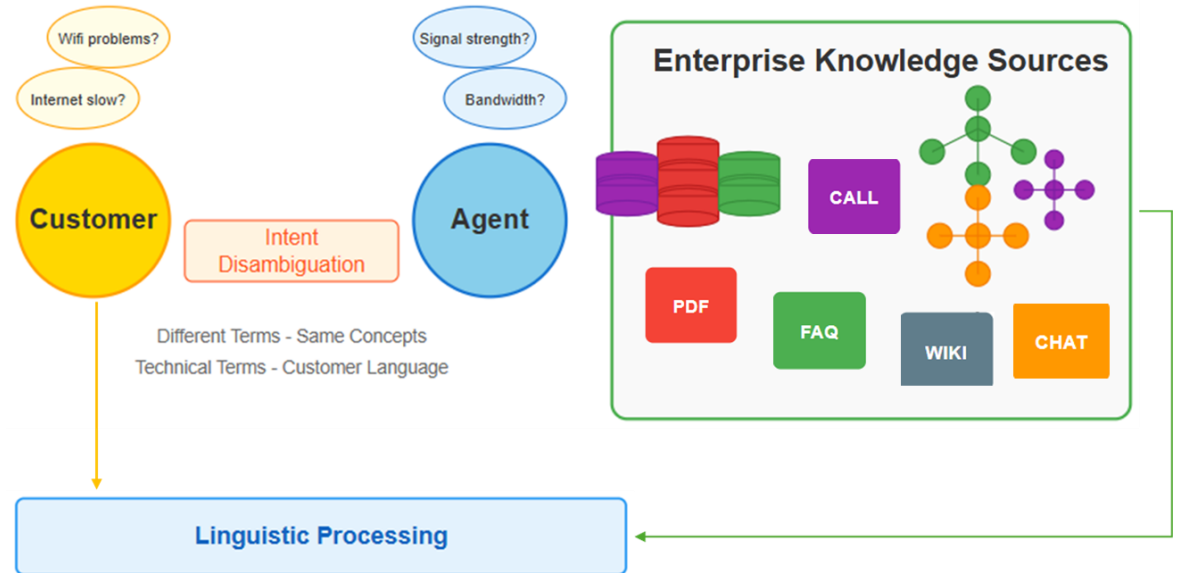 Wifi problems?
Internet slow?
Customer
Intent
Disambiguation
Signal strength?
Bandwidth?
Agent
Different Terms - Same Concepts
Technical Terms - Customer Language
Enterprise Knowledge Sources
CALL
PDF
FAQ
WIKI
CHAT
Linguistic Processing